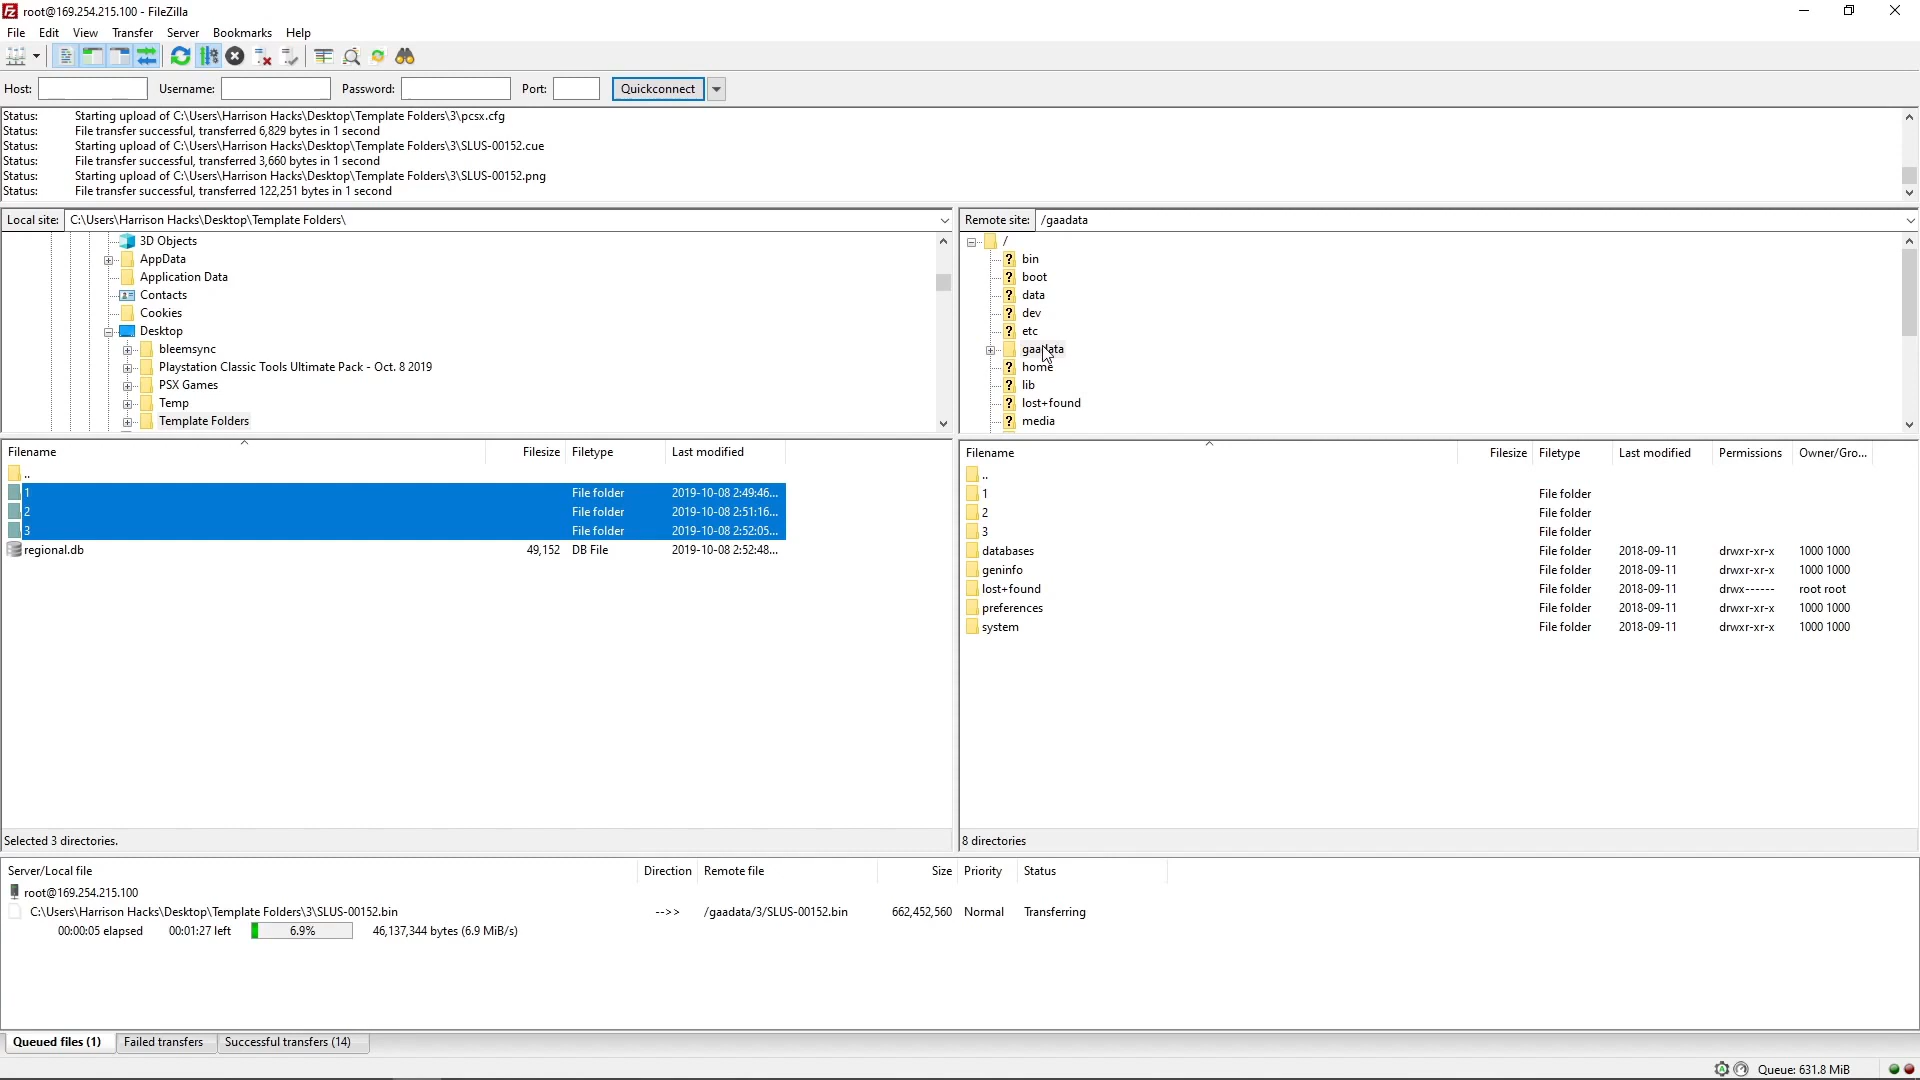 root@169.254.215.100 - FileZilla
File Edit View Transfer Server Bookmarks Help
Host: Username: Password: Port: Quickconnect
Status: Starting upload of C:\Users\Harrison Hacks\Desktop\Template Folders\3\pcsx.cfg
Status: File transfer successful, transferred 6,829 bytes in 1 second
Status: Starting upload of C:\Users\Harrison Hacks\Desktop\Template Folders\3\SLUS-00152.cue
Status: File transfer successful, transferred 3,660 bytes in 1 second
Status: Starting upload of C:\Users\Harrison Hacks\Desktop\Template Folders\3\SLUS-00152.png
Status: File transfer successful, transferred 122,251 bytes in 1 second
Local site: C:\Users\Harrison Hacks\Desktop\Template Folders\
3D Objects
AppData
Application Data
Contacts
Cookies
Desktop
bleemsync
Playstation Classic Tools Ultimate Pack - Oct. 8 2019
PSX Games
Temp
Template Folders
Remote site: /gaadata
/
bin
boot
data
dev
etc
gaadata
home
lib
lost+found
media
Filename Filesize Filetype Last modified
..
1 File folder 2019-10-08 2:49:46...
2 File folder 2019-10-08 2:51:16...
3 File folder 2019-10-08 2:52:05...
regional.db 49,152 DB File 2019-10-08 2:52:48...
Selected 3 directories.
Filename Filesize Filetype Last modified Permissions Owner/Gro...
..
1 File folder
2 File folder
3 File folder
databases File folder 2018-09-11 drwxr-xr-x 1000 1000
geninfo File folder 2018-09-11 drwxr-xr-x 1000 1000
lost+found File folder 2018-09-11 drwx------ root root
preferences File folder 2018-09-11 drwxr-xr-x 1000 1000
system File folder 2018-09-11 drwxr-xr-x 1000 1000
8 directories
Server/Local file Direction Remote file Size Priority Status
root@169.254.215.100
C:\Users\Harrison Hacks\Desktop\Template Folders\3\SLUS-00152.bin -->> /gaadata/3/SLUS-00152.bin 662,452,560 Normal Transferring
00:00:05 elapsed 00:01:27 left 6.9% 46,137,344 bytes (6.9 MiB/s)
Queued files (1) Failed transfers Successful transfers (14)
Queue: 631.8 MiB